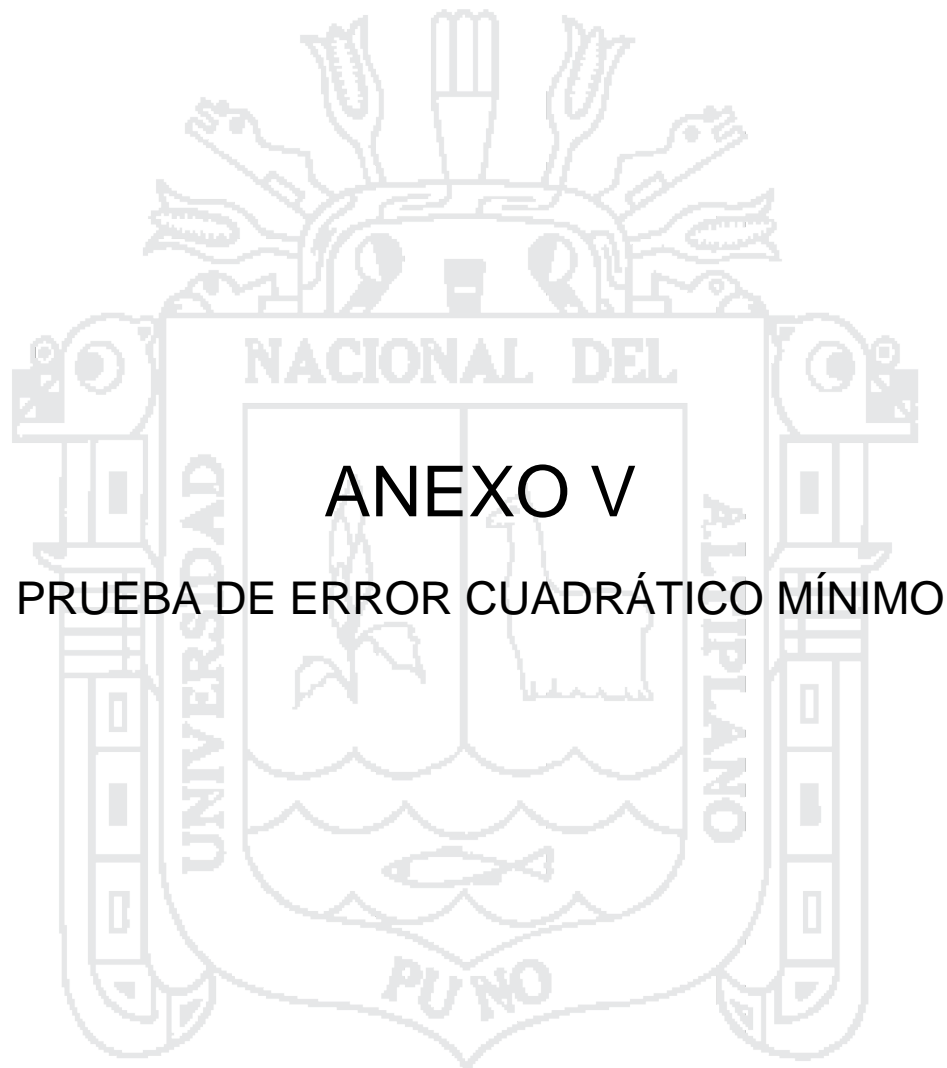 NACIONAL DEL
UNIVERSIDAD
ALTIPLANO
ANEXO V
PRUEBA DE ERROR CUADRÁTICO MÍNIMO
PUNO